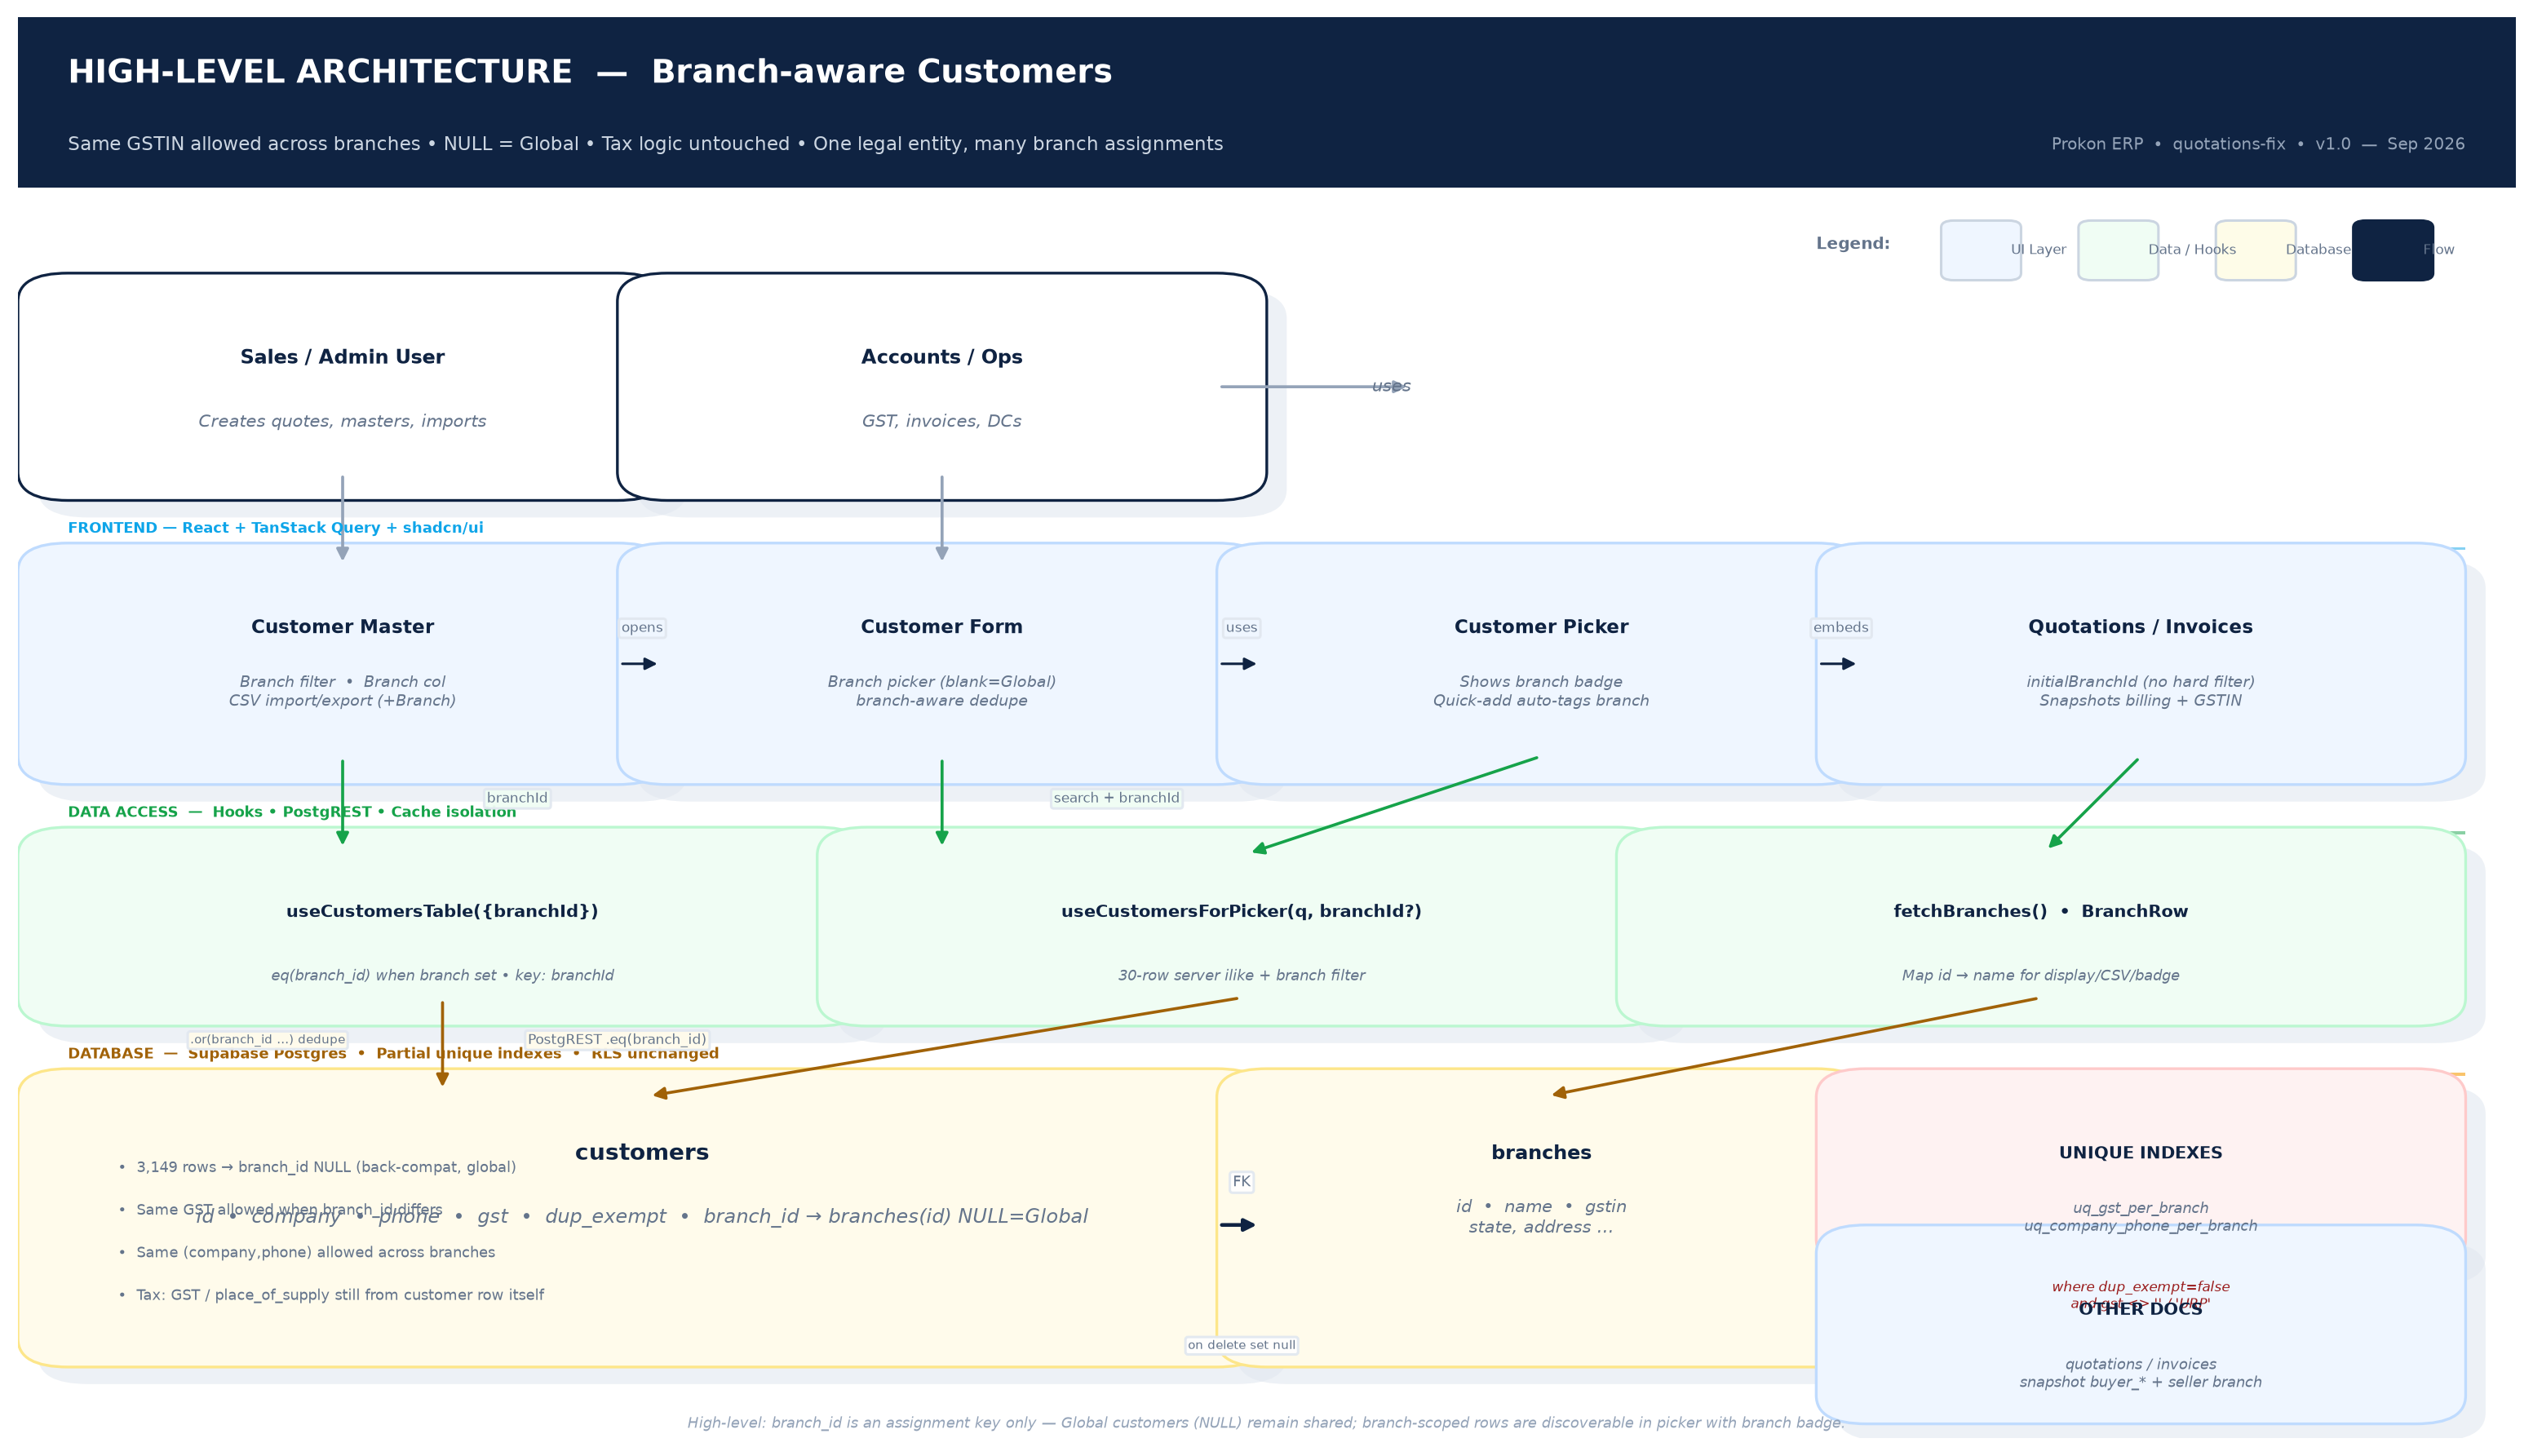 HIGH-LEVEL ARCHITECTURE — Branch-aware Customers
Same GSTIN allowed across branches • NULL = Global • Tax logic untouched • One legal entity, many branch assignments
Prokon ERP • quotations-fix • v1.0 — Sep 2026
Legend:
UI Layer
Data / Hooks
Database
Flow
Sales / Admin User
Creates quotes, masters, imports
Accounts / Ops
GST, invoices, DCs
uses
FRONTEND — React + TanStack Query + shadcn/ui
Customer Master
Branch filter • Branch col
CSV import/export (+Branch)
opens
Customer Form
Branch picker (blank=Global)
branch-aware dedupe
uses
Customer Picker
Shows branch badge
Quick-add auto-tags branch
embeds
Quotations / Invoices
initialBranchId (no hard filter)
Snapshots billing + GSTIN
branchId
search + branchId
DATA ACCESS — Hooks • PostgREST • Cache isolation
useCustomersTable({branchId})
eq(branch_id) when branch set • key: branchId
useCustomersForPicker(q, branchId?)
30-row server ilike + branch filter
fetchBranches() • BranchRow
Map id → name for display/CSV/badge
.or(branch_id ...) dedupe
PostgREST .eq(branch_id)
DATABASE — Supabase Postgres • Partial unique indexes • RLS unchanged
customers
• 3,149 rows → branch_id NULL (back-compat, global)
• Same GST allowed when branch_id differs
id • company • phone • gst • dup_exempt • branch_id → branches(id) NULL=Global
• Same (company,phone) allowed across branches
• Tax: GST / place_of_supply still from customer row itself
FK
on delete set null
branches
id • name • gstin
state, address ...
UNIQUE INDEXES
uq_gst_per_branch
uq_company_phone_per_branch
where dup_exempt=false
and gst <> '' / 'URP'
OTHER DOCS
quotations / invoices
snapshot buyer_* + seller branch
High-level: branch_id is an assignment key only — Global customers (NULL) remain shared; branch-scoped rows are discoverable in picker with branch badge.